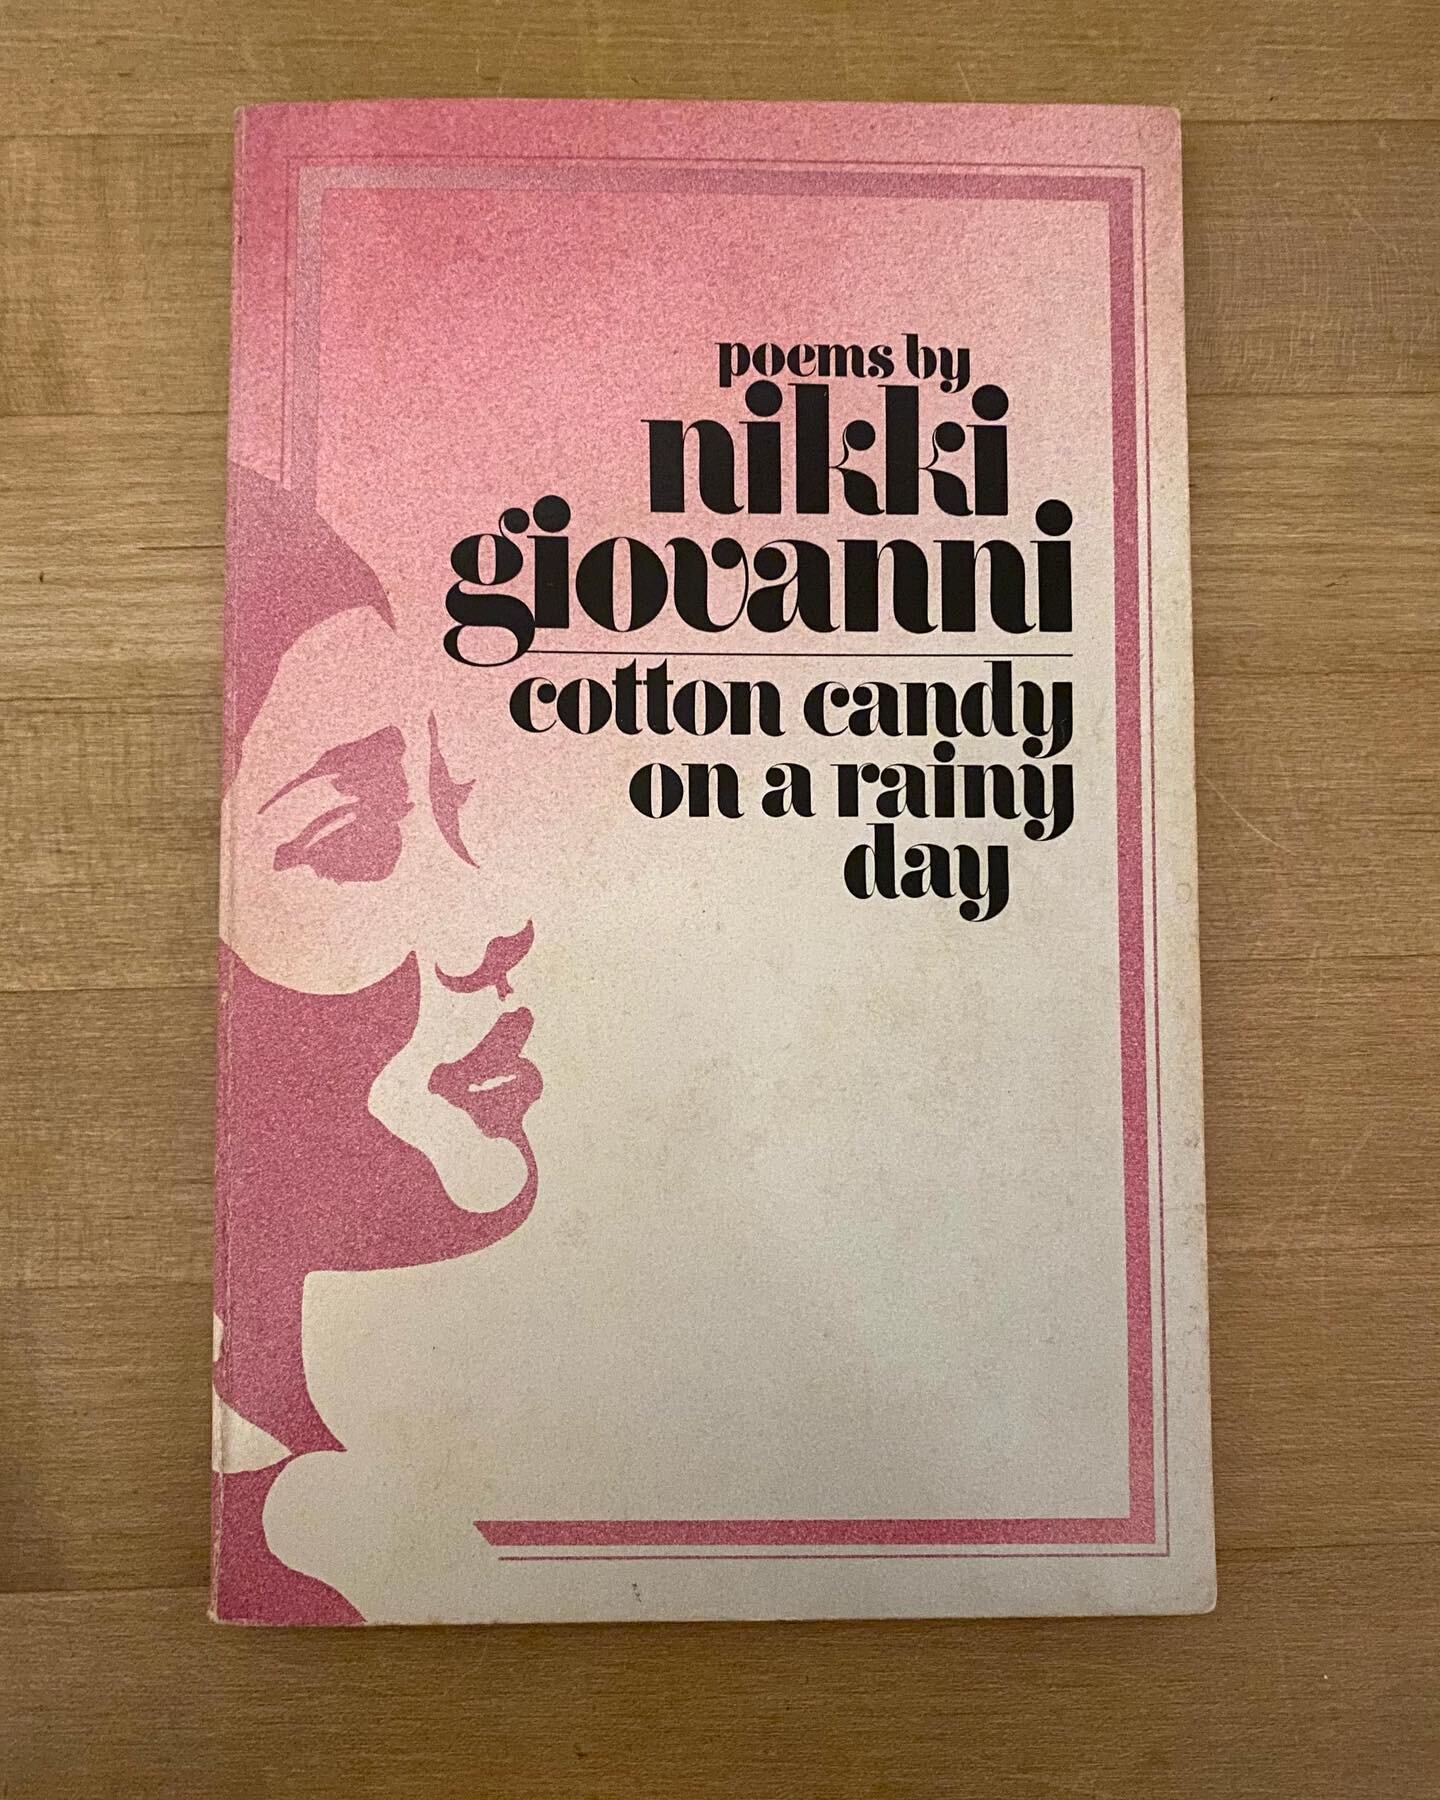 poems by
nikki
giovanni
cotton candy
on a rainy
day